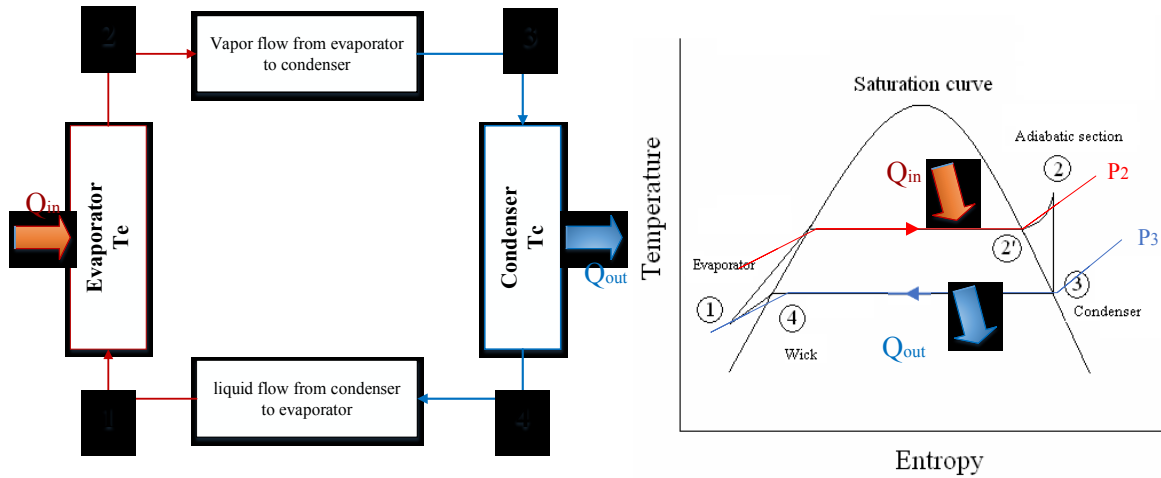 2
Vapor flow from evaporator
to condenser
3
Qin
Evaporator
Te
Condenser
Tc
Qout
1
liquid flow from condenser
to evaporator
4
Temperature
Saturation curve
Adiabatic section
2
P2
Qin
2'
P3
Evaporator
1
4
3
Condenser
Wick
Qout
Entropy